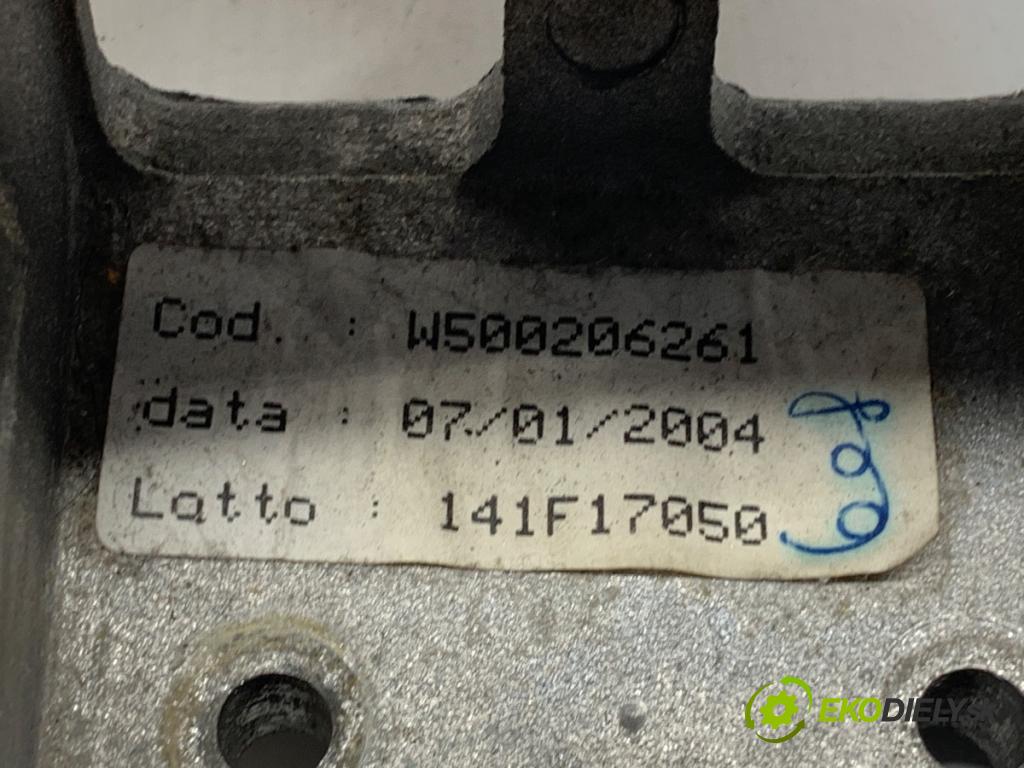 Cod. : W500206261
data : 07/01/2004
Lotto : 141F17050
EKODIELY